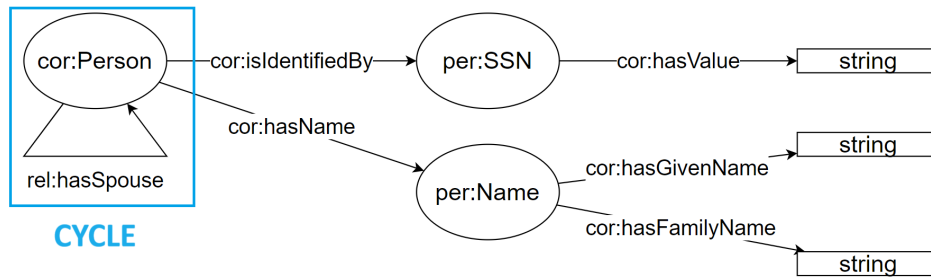 cor:Person
cor:isIdentifiedBy
per:SSN
cor:hasValue
string
cor:hasName
rel:hasSpouse
CYCLE
per:Name
cor:hasGivenName
string
cor:hasFamilyName
string